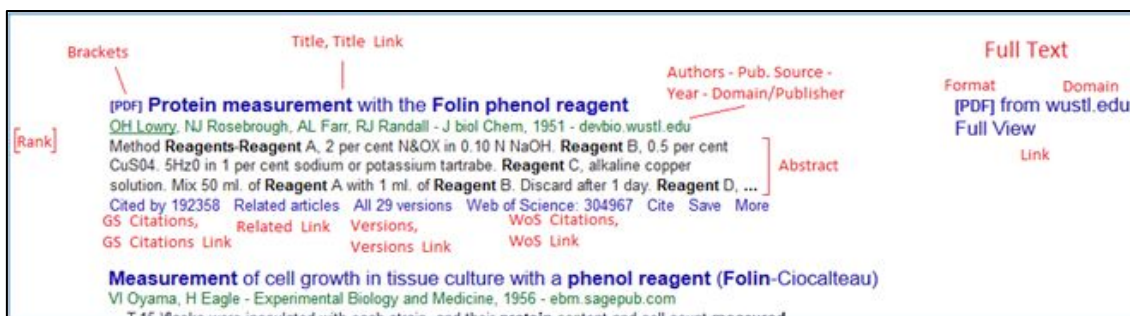 Brackets
Title, Title Link
Full Text
Authors - Pub. Source -
Year - Domain/Publisher
Format
Domain
[PDF] Protein measurement with the Folin phenol reagent
[PDF] from wustl.edu
OH Lowry, NJ Rosebrough, AL Farr, RJ Randall - J biol Chem, 1951 - devbio.wustl.edu
Full View
[Rank]
Method Reagents-Reagent A, 2 per cent N&OX in 0.10 N NaOH. Reagent B, 0.5 per cent
Link
CuS04. 5Hz0 in 1 per cent sodium or potassium tartrabe. Reagent C, alkaline copper
Abstract
solution. Mix 50 ml. of Reagent A with 1 ml. of Reagent B. Discard after 1 day. Reagent D, ...
Cited by 192358 Related articles All 29 versions Web of Science: 304967 Cite Save More
GS Citations,
GS Citations Link
Related Link
Versions,
Versions Link
WoS Citations,
WoS Link
Measurement of cell growth in tissue culture with a phenol reagent (Folin-Ciocalteau)
VI Oyama, H Eagle - Experimental Biology and Medicine, 1956 - ebm.sagepub.com